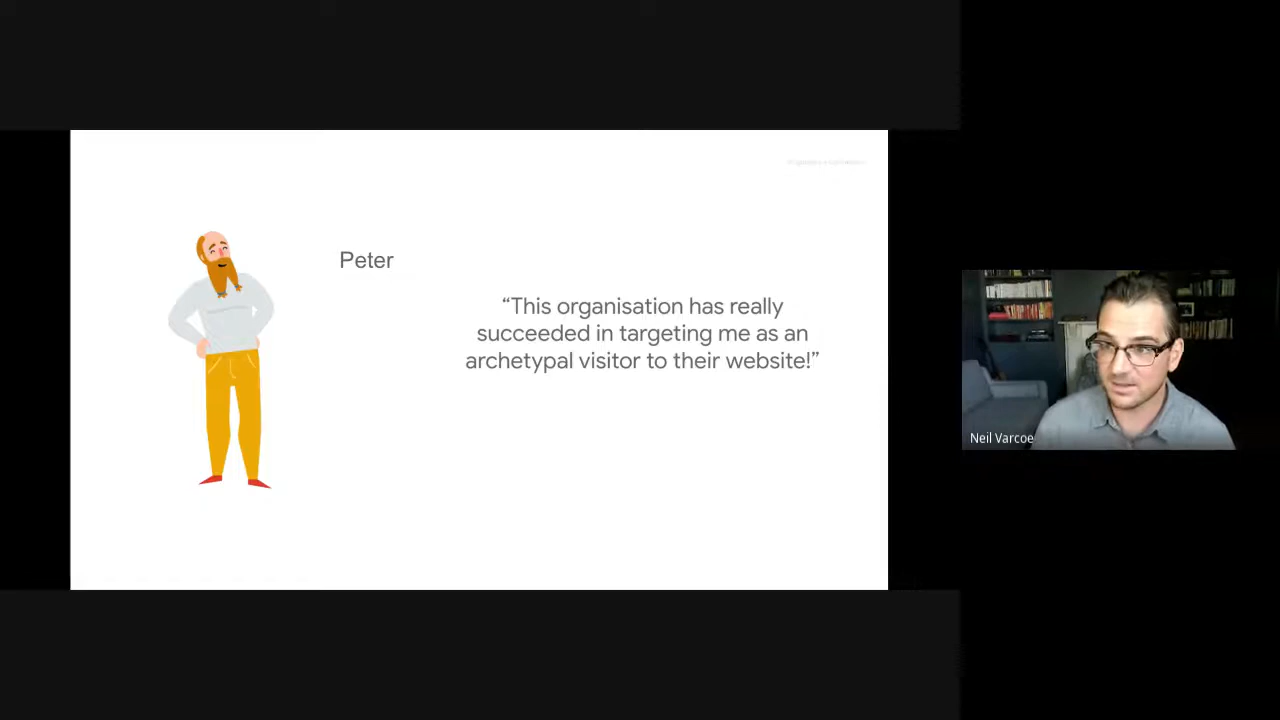 Peter
“This organisation has really
succeeded in targeting me as an
archetypal visitor to their website!”
Neil Varcoe